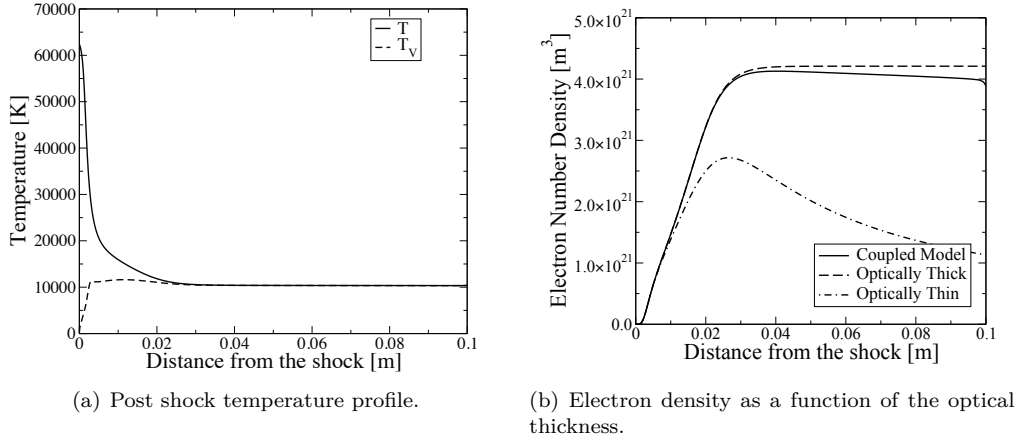 70000
60000
50000
40000
30000
20000
10000
0
Temperature [K]
T
T_V
0 0.02 0.04 0.06 0.08 0.1
Distance from the shock [m]
(a) Post shock temperature profile.
5.0×10^21
4.0×10^21
3.0×10^21
2.0×10^21
1.0×10^21
0.0
Electron Number Density [m^3]
Coupled Model
Optically Thick
Optically Thin
0 0.02 0.04 0.06 0.08 0.1
Distance from the shock [m]
(b) Electron density as a function of the optical
thickness.